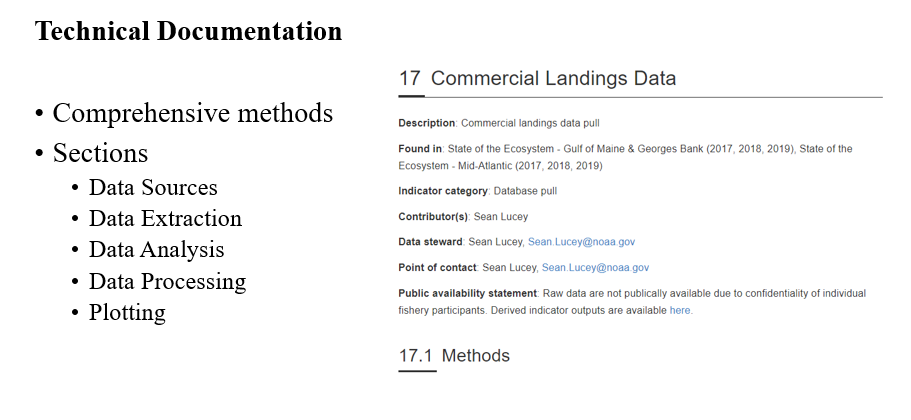 Technical Documentation
• Comprehensive methods
• Sections
• Data Sources
• Data Extraction
• Data Analysis
• Data Processing
• Plotting
17 Commercial Landings Data
Description: Commercial landings data pull
Found in: State of the Ecosystem - Gulf of Maine & Georges Bank (2017, 2018, 2019), State of the
Ecosystem - Mid-Atlantic (2017, 2018, 2019)
Indicator category: Database pull
Contributor(s): Sean Lucey
Data steward: Sean Lucey, Sean.Lucey@noaa.gov
Point of contact: Sean Lucey, Sean.Lucey@noaa.gov
Public availability statement: Raw data are not publically available due to confidentiality of individual
fishery participants. Derived indicator outputs are available here.
17.1 Methods